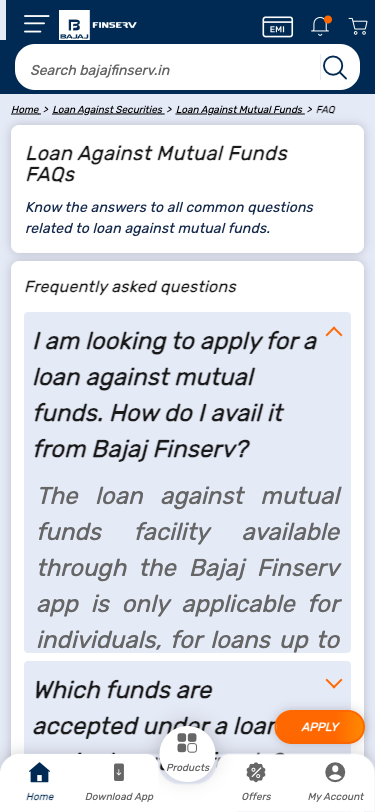 BAJAJ FINSERV
EMI
Search bajajfinserv.in
Home > Loan Against Securities > Loan Against Mutual Funds > FAQ
Loan Against Mutual Funds
FAQs
Know the answers to all common questions
related to loan against mutual funds.
Frequently asked questions
I am looking to apply for a
loan against mutual
funds. How do I avail it
from Bajaj Finserv?
The loan against mutual
funds facility available
through the Bajaj Finserv
app is only applicable for
individuals, for loans up to
Which funds are
accepted under a loan
APPLY
Home
Download App
Products
Offers
My Account